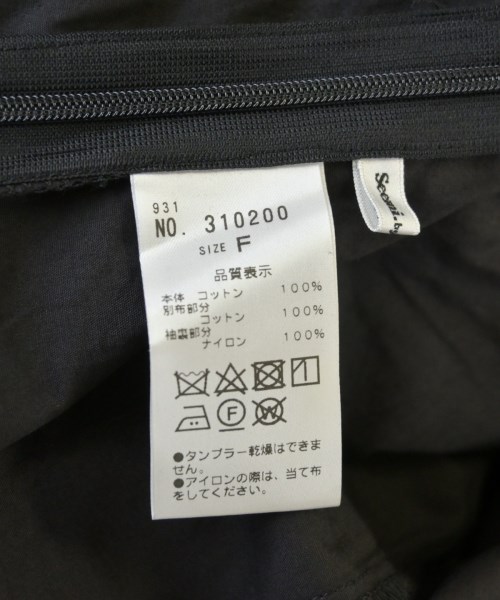 931
NO. 310200
SIZE F
品質表示
本体 コットン 100%
別布部分
コットン 100%
袖裏部分
ナイロン 100%
F
W
●タンブラー乾燥はできま
せん。
●アイロンの際は、当て布
をしてください。
Seomi.by